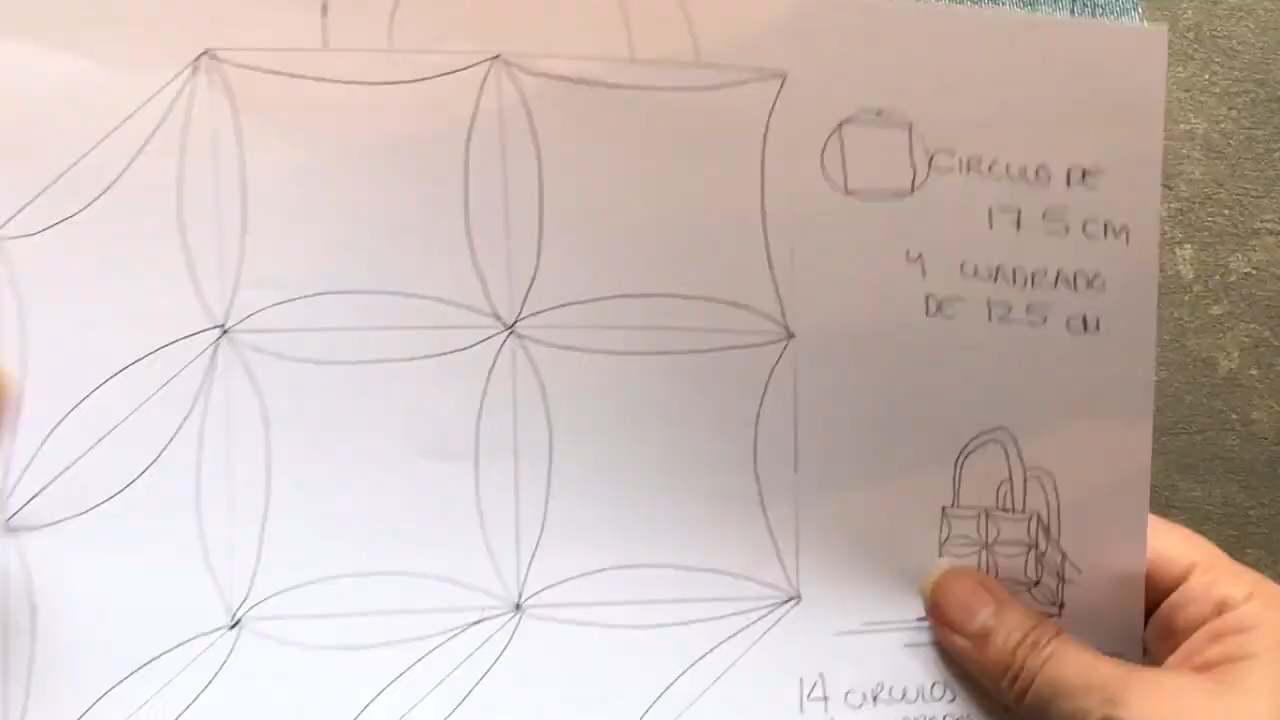 CIRCULO DE
17.5 CM
Y CUADRADO
DE 12.5 CM
14 CIRCULOS